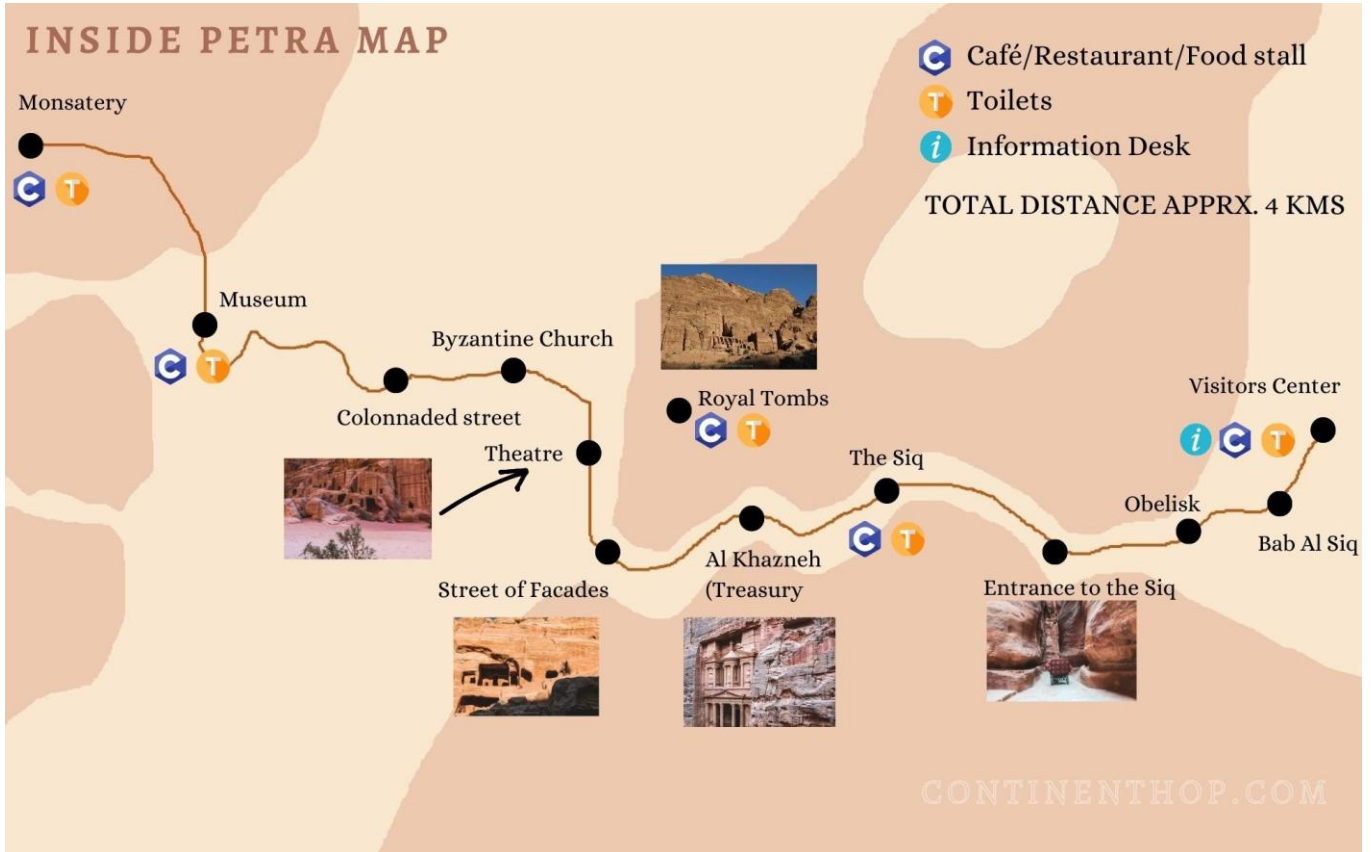 INSIDE PETRA MAP
C Café/Restaurant/Food stall
T Toilets
i Information Desk
TOTAL DISTANCE APPRX. 4 KMS
Monsatery
C T
Museum
C T
Colonnaded street
Byzantine Church
Theatre
Street of Facades
Royal Tombs
C T
Al Khazneh
(Treasury
The Siq
C T
Entrance to the Siq
Obelisk
Bab Al Siq
Visitors Center
i C T
CONTINENTHOP.COM